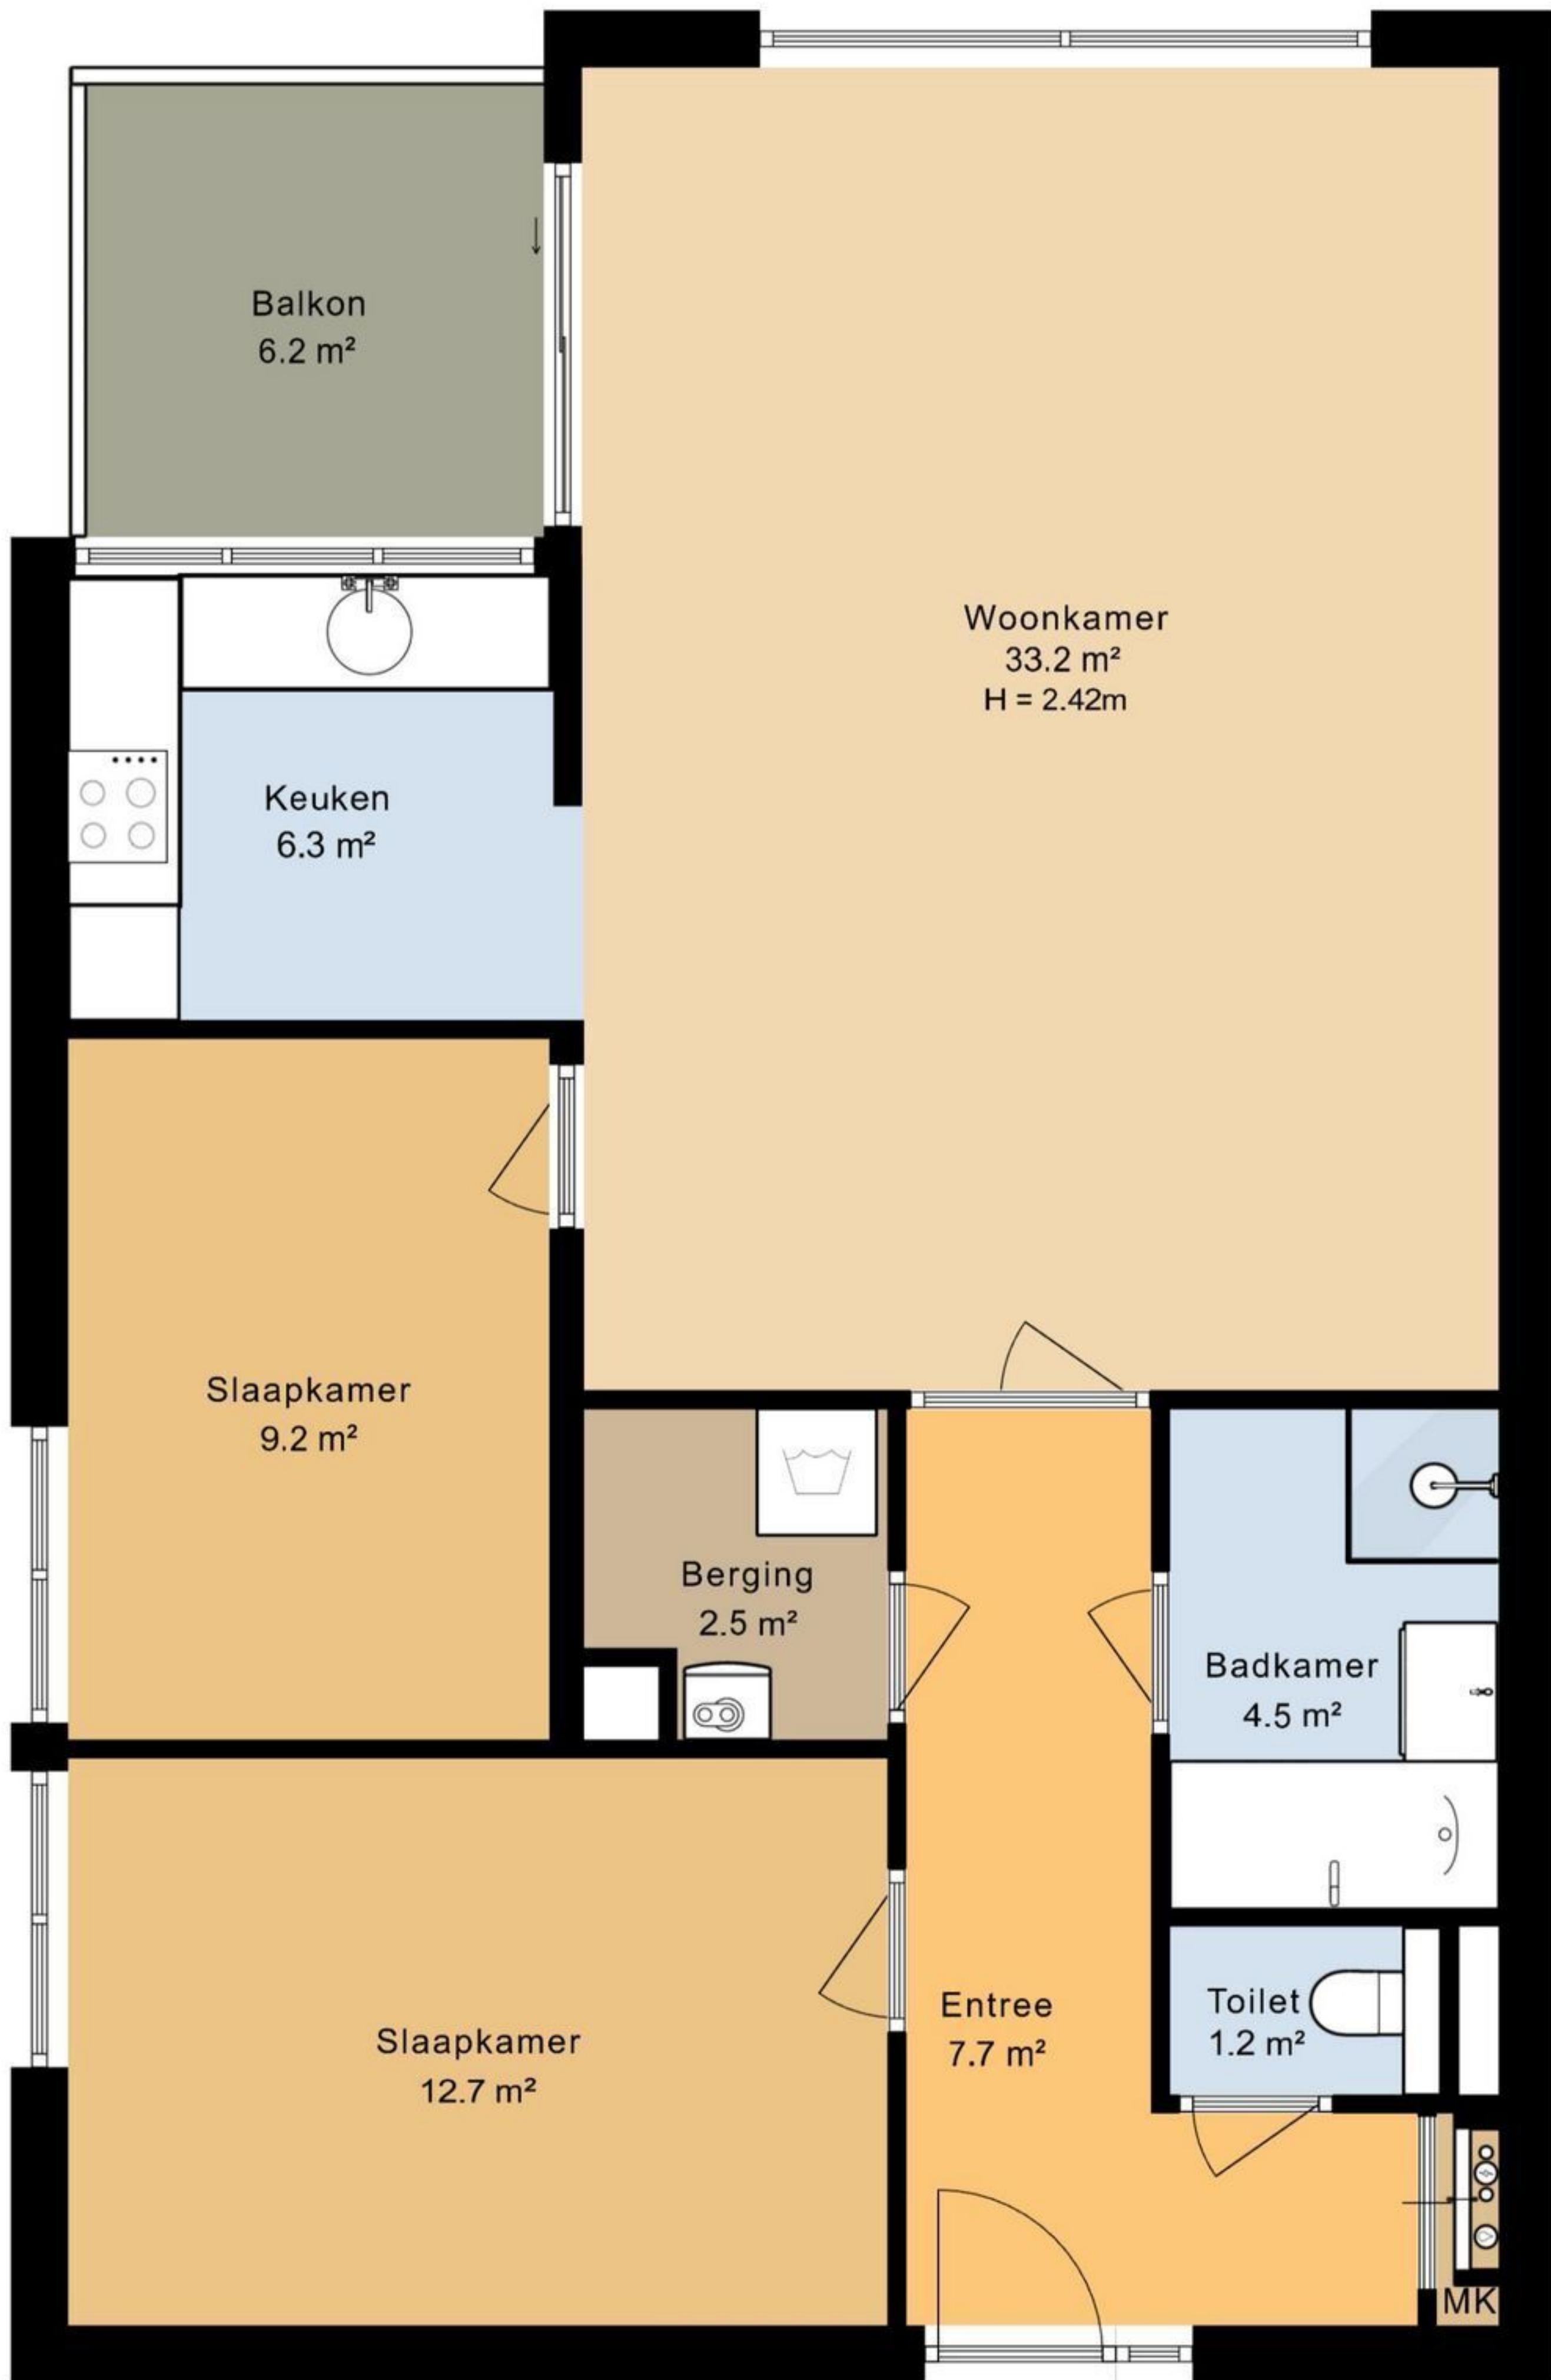 Balkon
6.2 m²
Woonkamer
33.2 m²
H = 2.42m
Keuken
6.3 m²
Slaapkamer
9.2 m²
Berging
2.5 m²
Badkamer
4.5 m²
Entree
7.7 m²
Toilet
1.2 m²
Slaapkamer
12.7 m²
MK